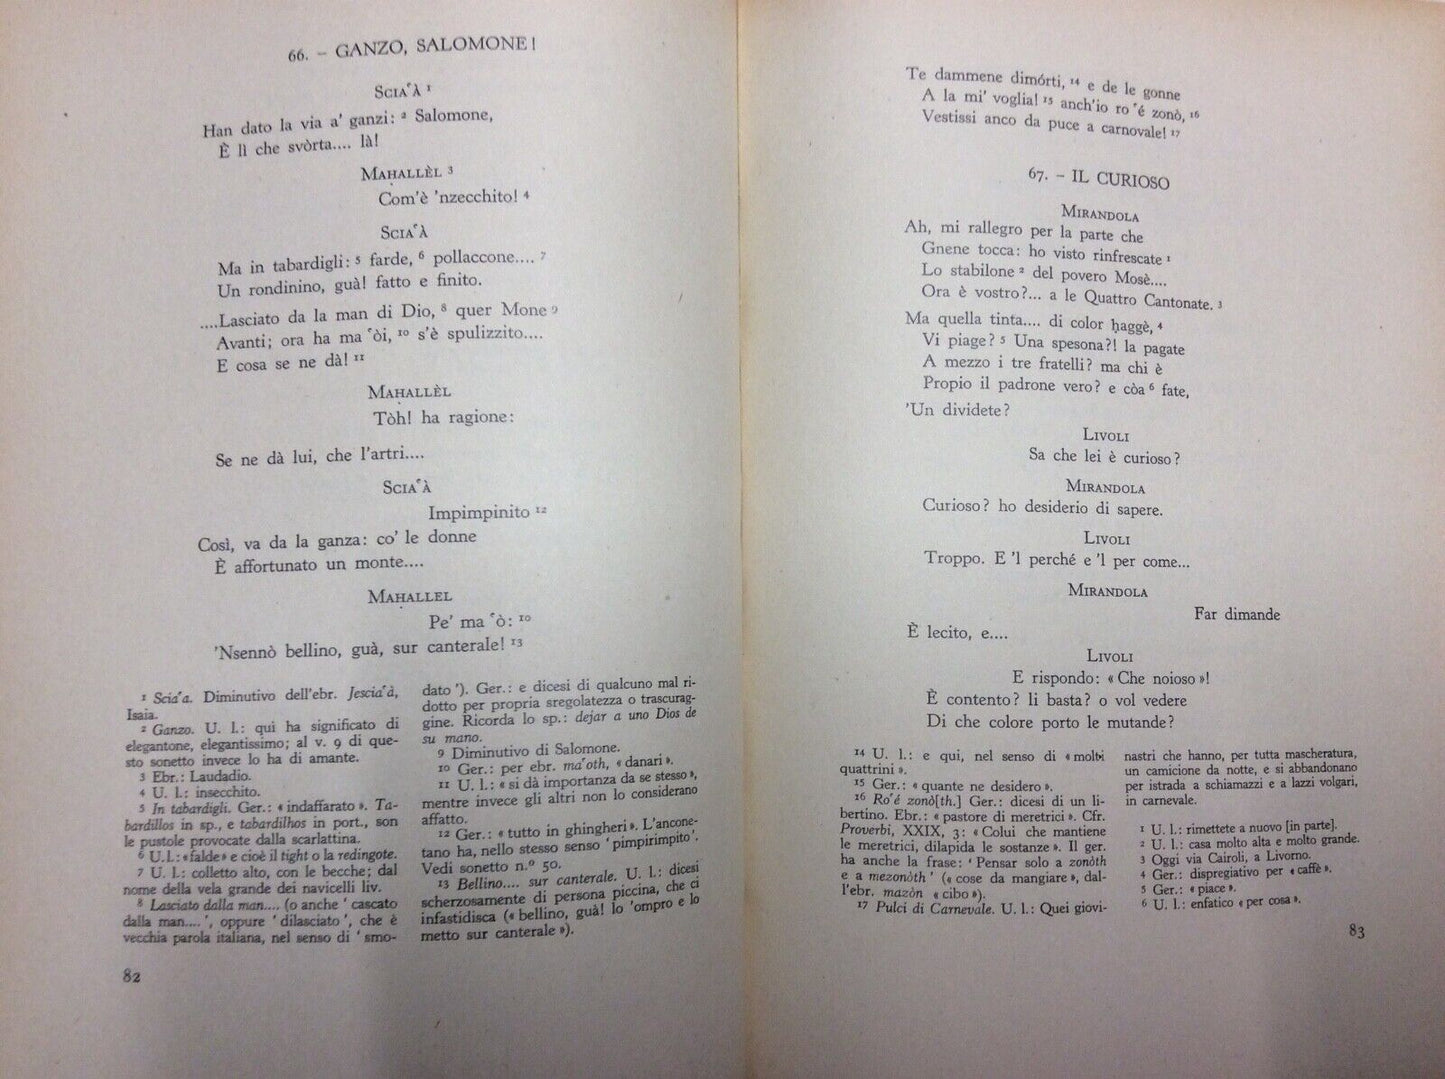 66. – GANZO, SALOMONE!
SCIA‘À ¹
Han dato la via a' ganzi: ² Salomone,
È lì che svòrta.... là!
MAḤALLÈL ³
Com'è 'nzecchito! ⁴
SCIA‘À
Ma in tabardigli: ⁵ farde, ⁶ pollaccone.... ⁷
Un rondinino, guà! fatto e finito.
....Lasciato da la man di Dio, ⁸ quer Mone ⁹
Avanti; ora ha ma‘òi, ¹⁰ s'è spulizzito....
E cosa se ne dà! ¹¹
MAḤALLÈL
Tòh! ha ragione:
Se ne dà lui, che l'artri....
SCIA‘À
Impimpinito ¹²
Così, va da la ganza: co' le donne
È affortunato un monte....
MAḤALLEL
Pe' ma‘ò: ¹⁰
'Nsennò bellino, guà, sur canterale! ¹³
¹ Scia‘a. Diminutivo dell'ebr. Jescia‘à,
Isaia.
² Ganzo. U. l.: qui ha significato di
elegantone, elegantissimo; al v. 9 di que-
sto sonetto invece lo ha di amante.
³ Ebr.: Laudadio.
⁴ U. l.: insecchito.
⁵ In tabardigli. Ger.: « indaffarato ». Ta-
bardillos in sp., e tabardilhos in port., son
le pustole provocate dalla scarlattina.
⁶ U. l.: «falde» e cioè il tight o la redingote.
⁷ U. l.: colletto alto, con le becche; dal
nome della vela grande dei navicelli liv.
⁸ Lasciato dalla man.... (o anche ' cascato
dalla man.... ', oppure ' dilasciato ', che è
vecchia parola italiana, nel senso di ' smo-
dato '). Ger.: e dicesi di qualcuno mal ri-
dotto per propria sregolatezza o trascurag-
gine. Ricorda lo sp.: dejar a uno Dios de
su mano.
⁹ Diminutivo di Salomone.
¹⁰ Ger.: per ebr. ma‘oth, « danari ».
¹¹ U. l.: « si dà importanza da se stesso »,
mentre invece gli altri non lo considerano
affatto.
¹² Ger.: « tutto in ghingheri ». L'ancone-
tano ha, nello stesso senso ' pimpirimpito '.
Vedi sonetto n.º 50.
¹³ Bellino.... sur canterale. U. l.: dicesi
scherzosamente di persona piccina, che ci
infastidisca (« bellino, guà! lo 'ompro e lo
metto sur canterale »).
82
Te dammene dimórti, ¹⁴ e de le gonne
A la mi' voglia! ¹⁵ anch'io ro‘é zonò, ¹⁶
Vestissi anco da puce a carnovale! ¹⁷
67. – IL CURIOSO
MIRANDOLA
Ah, mi rallegro per la parte che
Gnene tocca: ho visto rinfrescate ¹
Lo stabilone ² del povero Mosè....
Ora è vostro?... a le Quattro Cantonate. ³
Ma quella tinta.... di color ḥaggè, ⁴
Vi piage? ⁵ Una spesona?! la pagate
A mezzo i tre fratelli? ma chi è
Propio il padrone vero? e còa ⁶ fate,
'Un dividete?
LIVOLI
Sa che lei è curioso?
MIRANDOLA
Curioso? ho desiderio di sapere.
LIVOLI
Troppo. E 'l perché e 'l per come...
MIRANDOLA
Far dimande
È lecito, e....
LIVOLI
E rispondo: « Che noioso »!
È contento? li basta? o vol vedere
Di che colore porto le mutande?
¹⁴ U. l.: e qui, nel senso di « molti
quattrini ».
¹⁵ Ger.: « quante ne desidero ».
¹⁶ Ro‘é zonò[th.] Ger.: dicesi di un li-
bertino. Ebr.: « pastore di meretrici ». Cfr.
Proverbi, XXIX, 3: « Colui che mantiene
le meretrici, dilapida le sostanze ». Il ger.
ha anche la frase: ' Pensar solo a zonòth
e a mezonòth ' (« cose da mangiare », dal-
l'ebr. mazòn « cibo »).
¹⁷ Pulci di Carnevale. U. l.: Quei giovi-
nastri che hanno, per tutta mascheratura,
un camicione da notte, e si abbandonano
per istrada a schiamazzi e a lazzi volgari,
in carnevale.
¹ U. l.: rimettete a nuovo [in parte].
² U. l.: casa molto alta e molto grande.
³ Oggi via Cairoli, a Livorno.
⁴ Ger.: dispregiativo per « caffè ».
⁵ Ger.: « piace ».
⁶ U. l.: enfatico « per cosa ».
83